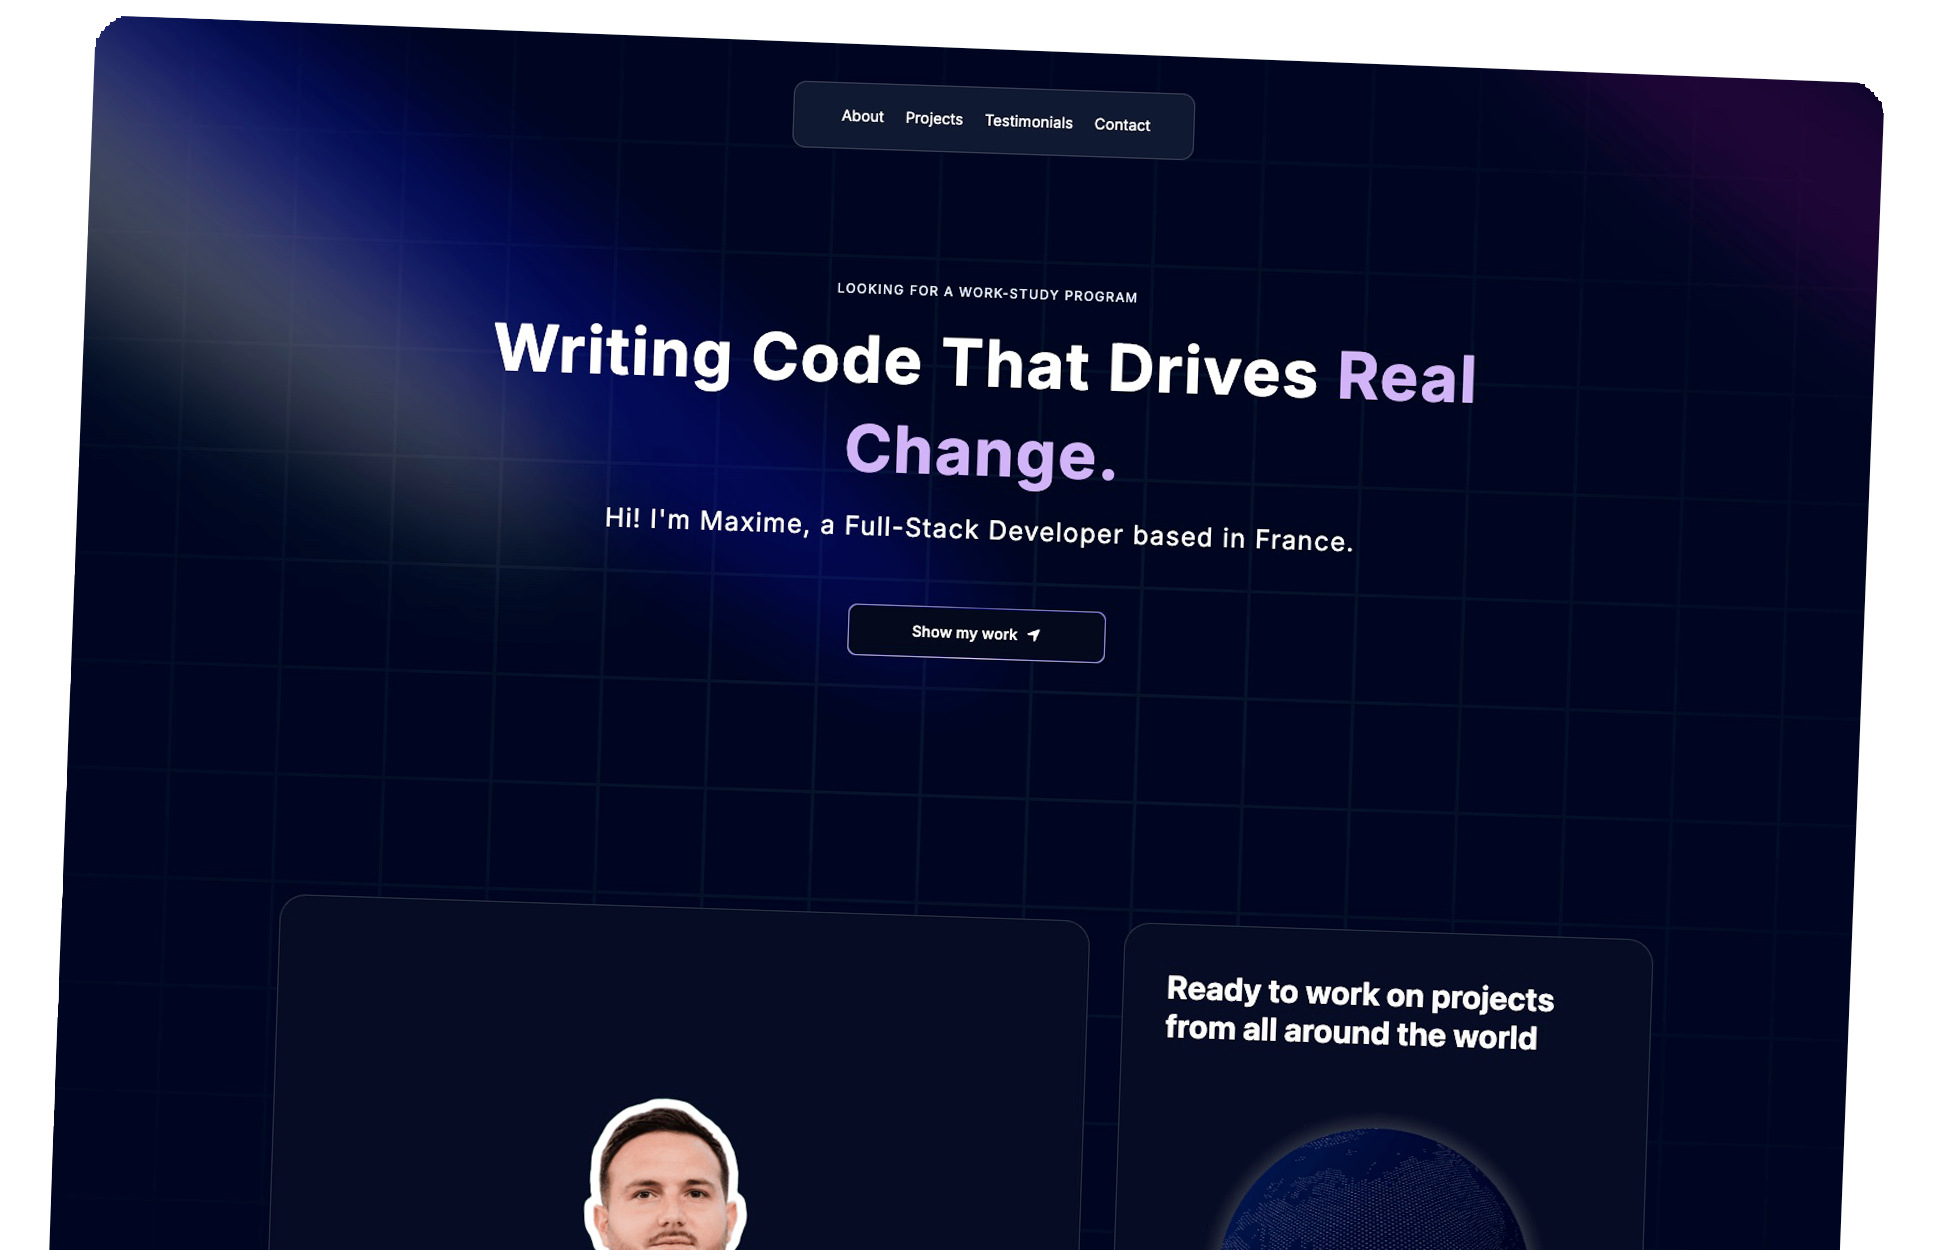 About Projects Testimonials Contact
LOOKING FOR A WORK-STUDY PROGRAM
Writing Code That Drives Real
Change.
Hi! I'm Maxime, a Full-Stack Developer based in France.
Show my work
Ready to work on projects
from all around the world